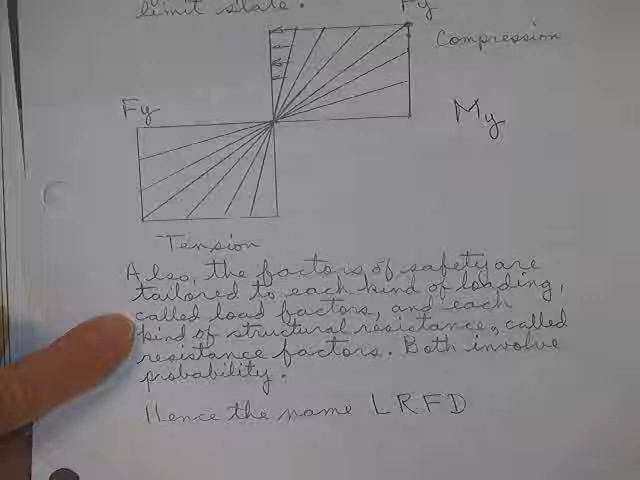 limit state.
Fy
Compression
Fy
My
Tension
Also, the factors of safety are
tailored to each kind of loading,
called load factors, and each
kind of structural resistance, called
resistance factors. Both involve
probability.
Hence the name LRFD